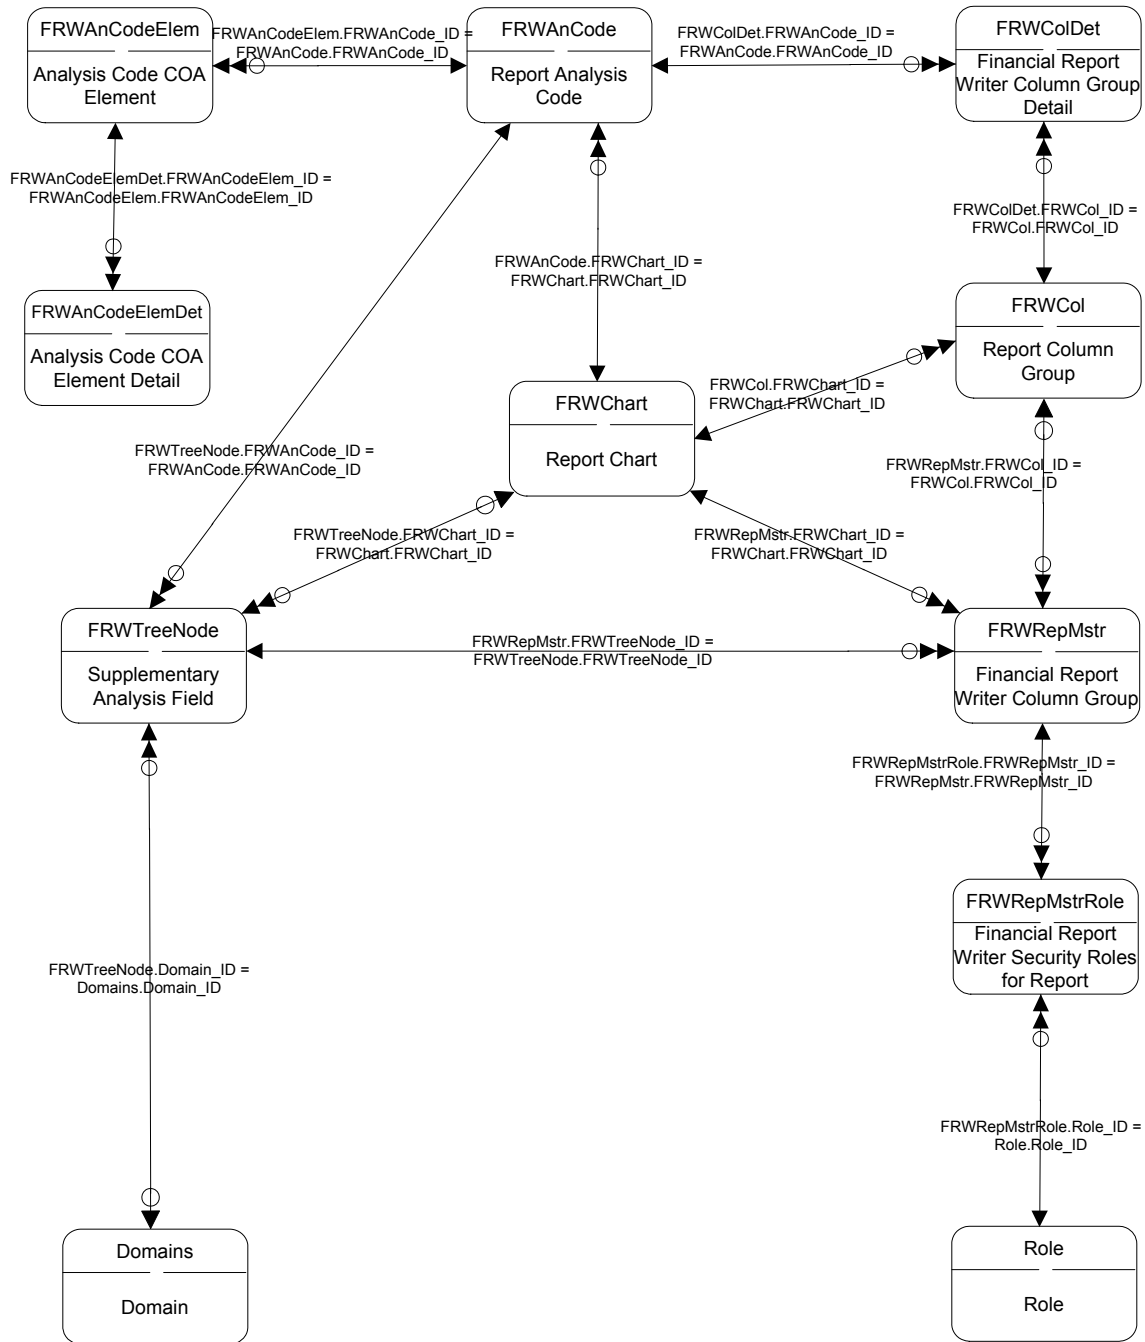 FRWAnCodeElem
Analysis Code COA
Element
FRWAnCodeElem.FRWAnCode_ID =
FRWAnCode.FRWAnCode_ID
FRWAnCode
Report Analysis
Code
FRWColDet.FRWAnCode_ID =
FRWAnCode.FRWAnCode_ID
FRWColDet
Financial Report
Writer Column Group
Detail
FRWAnCodeElemDet.FRWAnCodeElem_ID =
FRWAnCodeElem.FRWAnCodeElem_ID
FRWColDet.FRWCol_ID =
FRWCol.FRWCol_ID
FRWAnCode.FRWChart_ID =
FRWChart.FRWChart_ID
FRWAnCodeElemDet
Analysis Code COA
Element Detail
FRWCol
Report Column
Group
FRWCol.FRWChart_ID =
FRWChart.FRWChart_ID
FRWChart
Report Chart
FRWTreeNode.FRWAnCode_ID =
FRWAnCode.FRWAnCode_ID
FRWRepMstr.FRWCol_ID =
FRWCol.FRWCol_ID
FRWTreeNode.FRWChart_ID =
FRWChart.FRWChart_ID
FRWRepMstr.FRWChart_ID =
FRWChart.FRWChart_ID
FRWTreeNode
Supplementary
Analysis Field
FRWRepMstr.FRWTreeNode_ID =
FRWTreeNode.FRWTreeNode_ID
FRWRepMstr
Financial Report
Writer Column Group
FRWRepMstrRole.FRWRepMstr_ID =
FRWRepMstr.FRWRepMstr_ID
FRWRepMstrRole
Financial Report
Writer Security Roles
for Report
FRWTreeNode.Domain_ID =
Domains.Domain_ID
FRWRepMstrRole.Role_ID =
Role.Role_ID
Domains
Domain
Role
Role